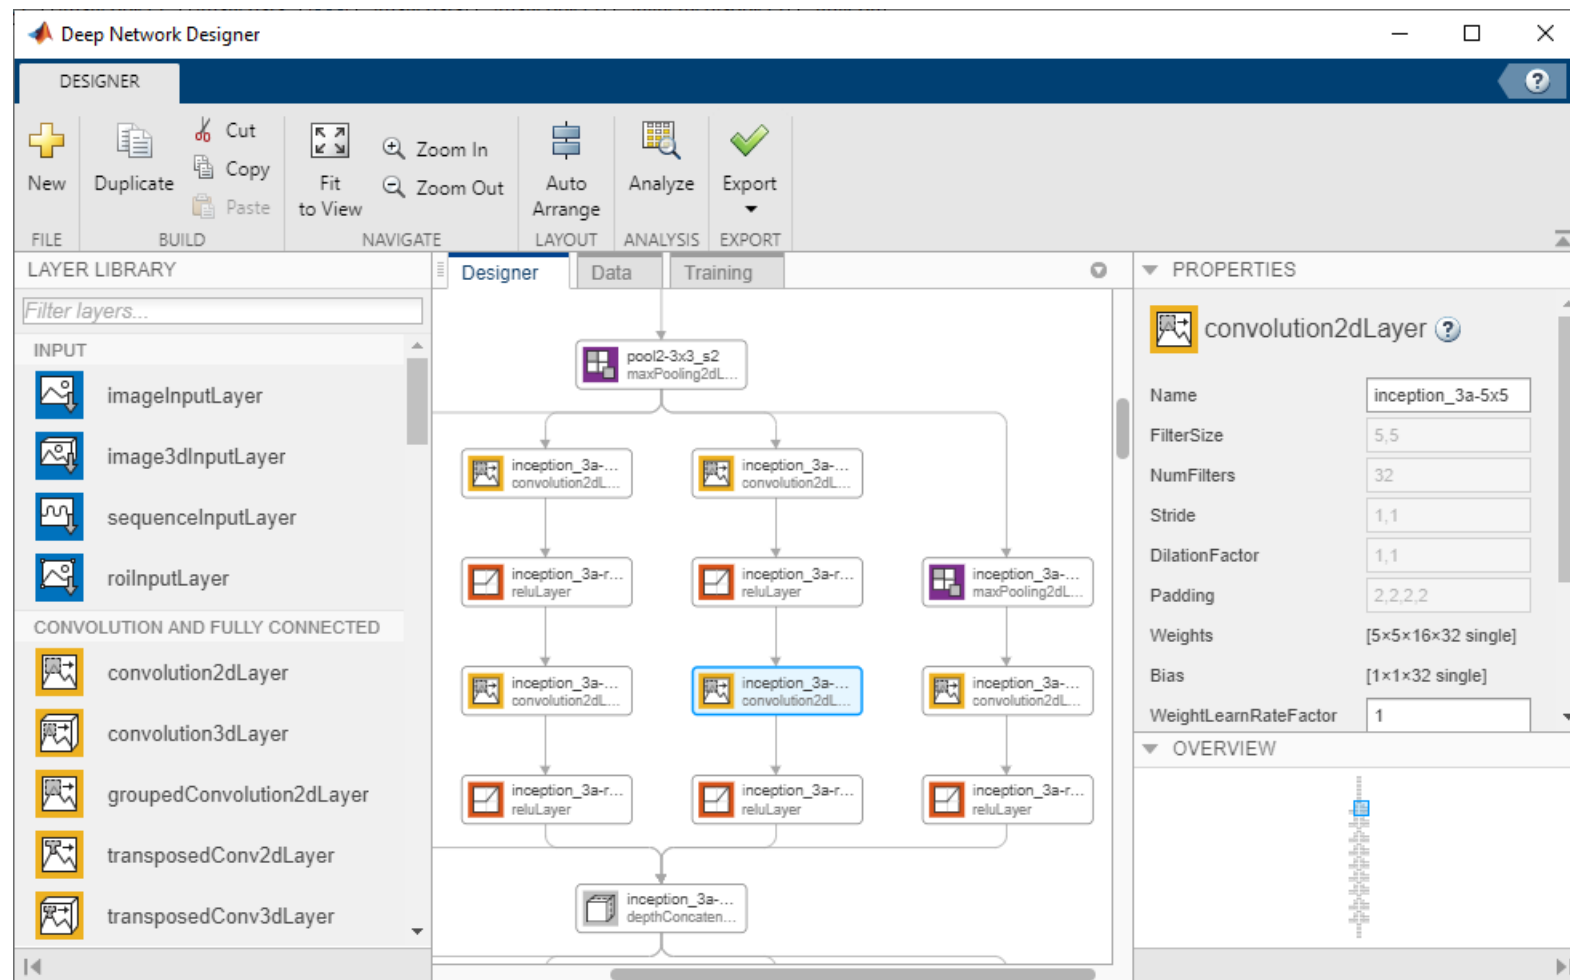 Deep Network Designer
DESIGNER
New
Duplicate
Cut
Copy
Paste
Fit
to View
Zoom In
Zoom Out
Auto
Arrange
Analyze
Export
FILE
BUILD
NAVIGATE
LAYOUT
ANALYSIS
EXPORT
LAYER LIBRARY
Filter layers...
INPUT
imageInputLayer
image3dInputLayer
sequenceInputLayer
roiInputLayer
CONVOLUTION AND FULLY CONNECTED
convolution2dLayer
convolution3dLayer
groupedConvolution2dLayer
transposedConv2dLayer
transposedConv3dLayer
Designer
Data
Training
pool2-3x3_s2
maxPooling2dL...
inception_3a-...
convolution2dL...
inception_3a-...
convolution2dL...
inception_3a-r...
reluLayer
inception_3a-r...
reluLayer
inception_3a-...
maxPooling2dL...
inception_3a-...
convolution2dL...
inception_3a-...
convolution2dL...
inception_3a-...
convolution2dL...
inception_3a-r...
reluLayer
inception_3a-r...
reluLayer
inception_3a-r...
reluLayer
inception_3a-...
depthConcaten...
PROPERTIES
convolution2dLayer ?
Name inception_3a-5x5
FilterSize 5,5
NumFilters 32
Stride 1,1
DilationFactor 1,1
Padding 2,2,2,2
Weights [5×5×16×32 single]
Bias [1×1×32 single]
WeightLearnRateFactor 1
OVERVIEW